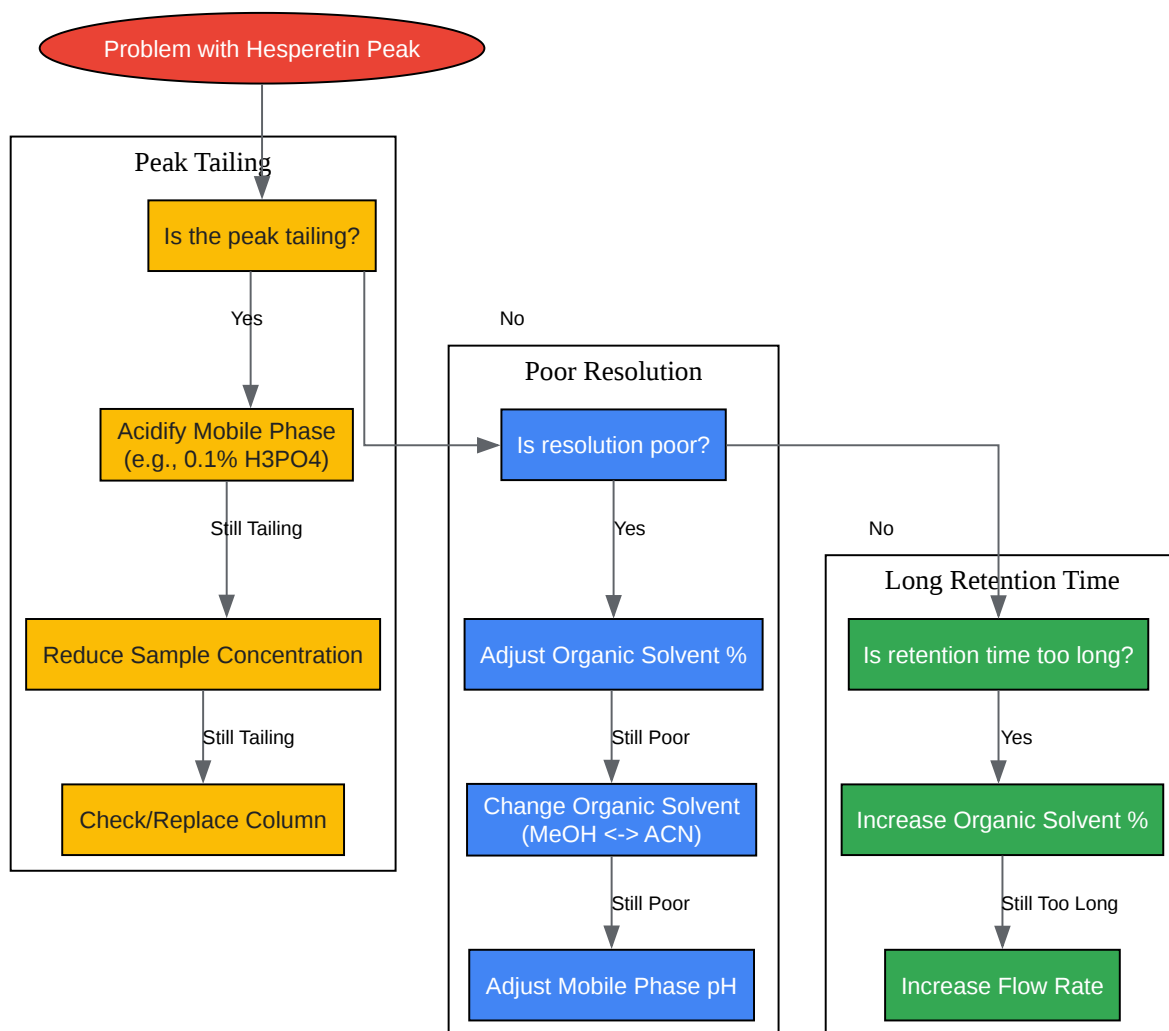 Problem with Hesperetin Peak
Peak Tailing
Is the peak tailing?
Yes
No
Acidify Mobile Phase
(e.g., 0.1% H3PO4)
Still Tailing
Reduce Sample Concentration
Still Tailing
Check/Replace Column
Poor Resolution
Is resolution poor?
Yes
No
Adjust Organic Solvent %
Still Poor
Change Organic Solvent
(MeOH <-> ACN)
Still Poor
Adjust Mobile Phase pH
Long Retention Time
Is retention time too long?
Yes
Increase Organic Solvent %
Still Too Long
Increase Flow Rate